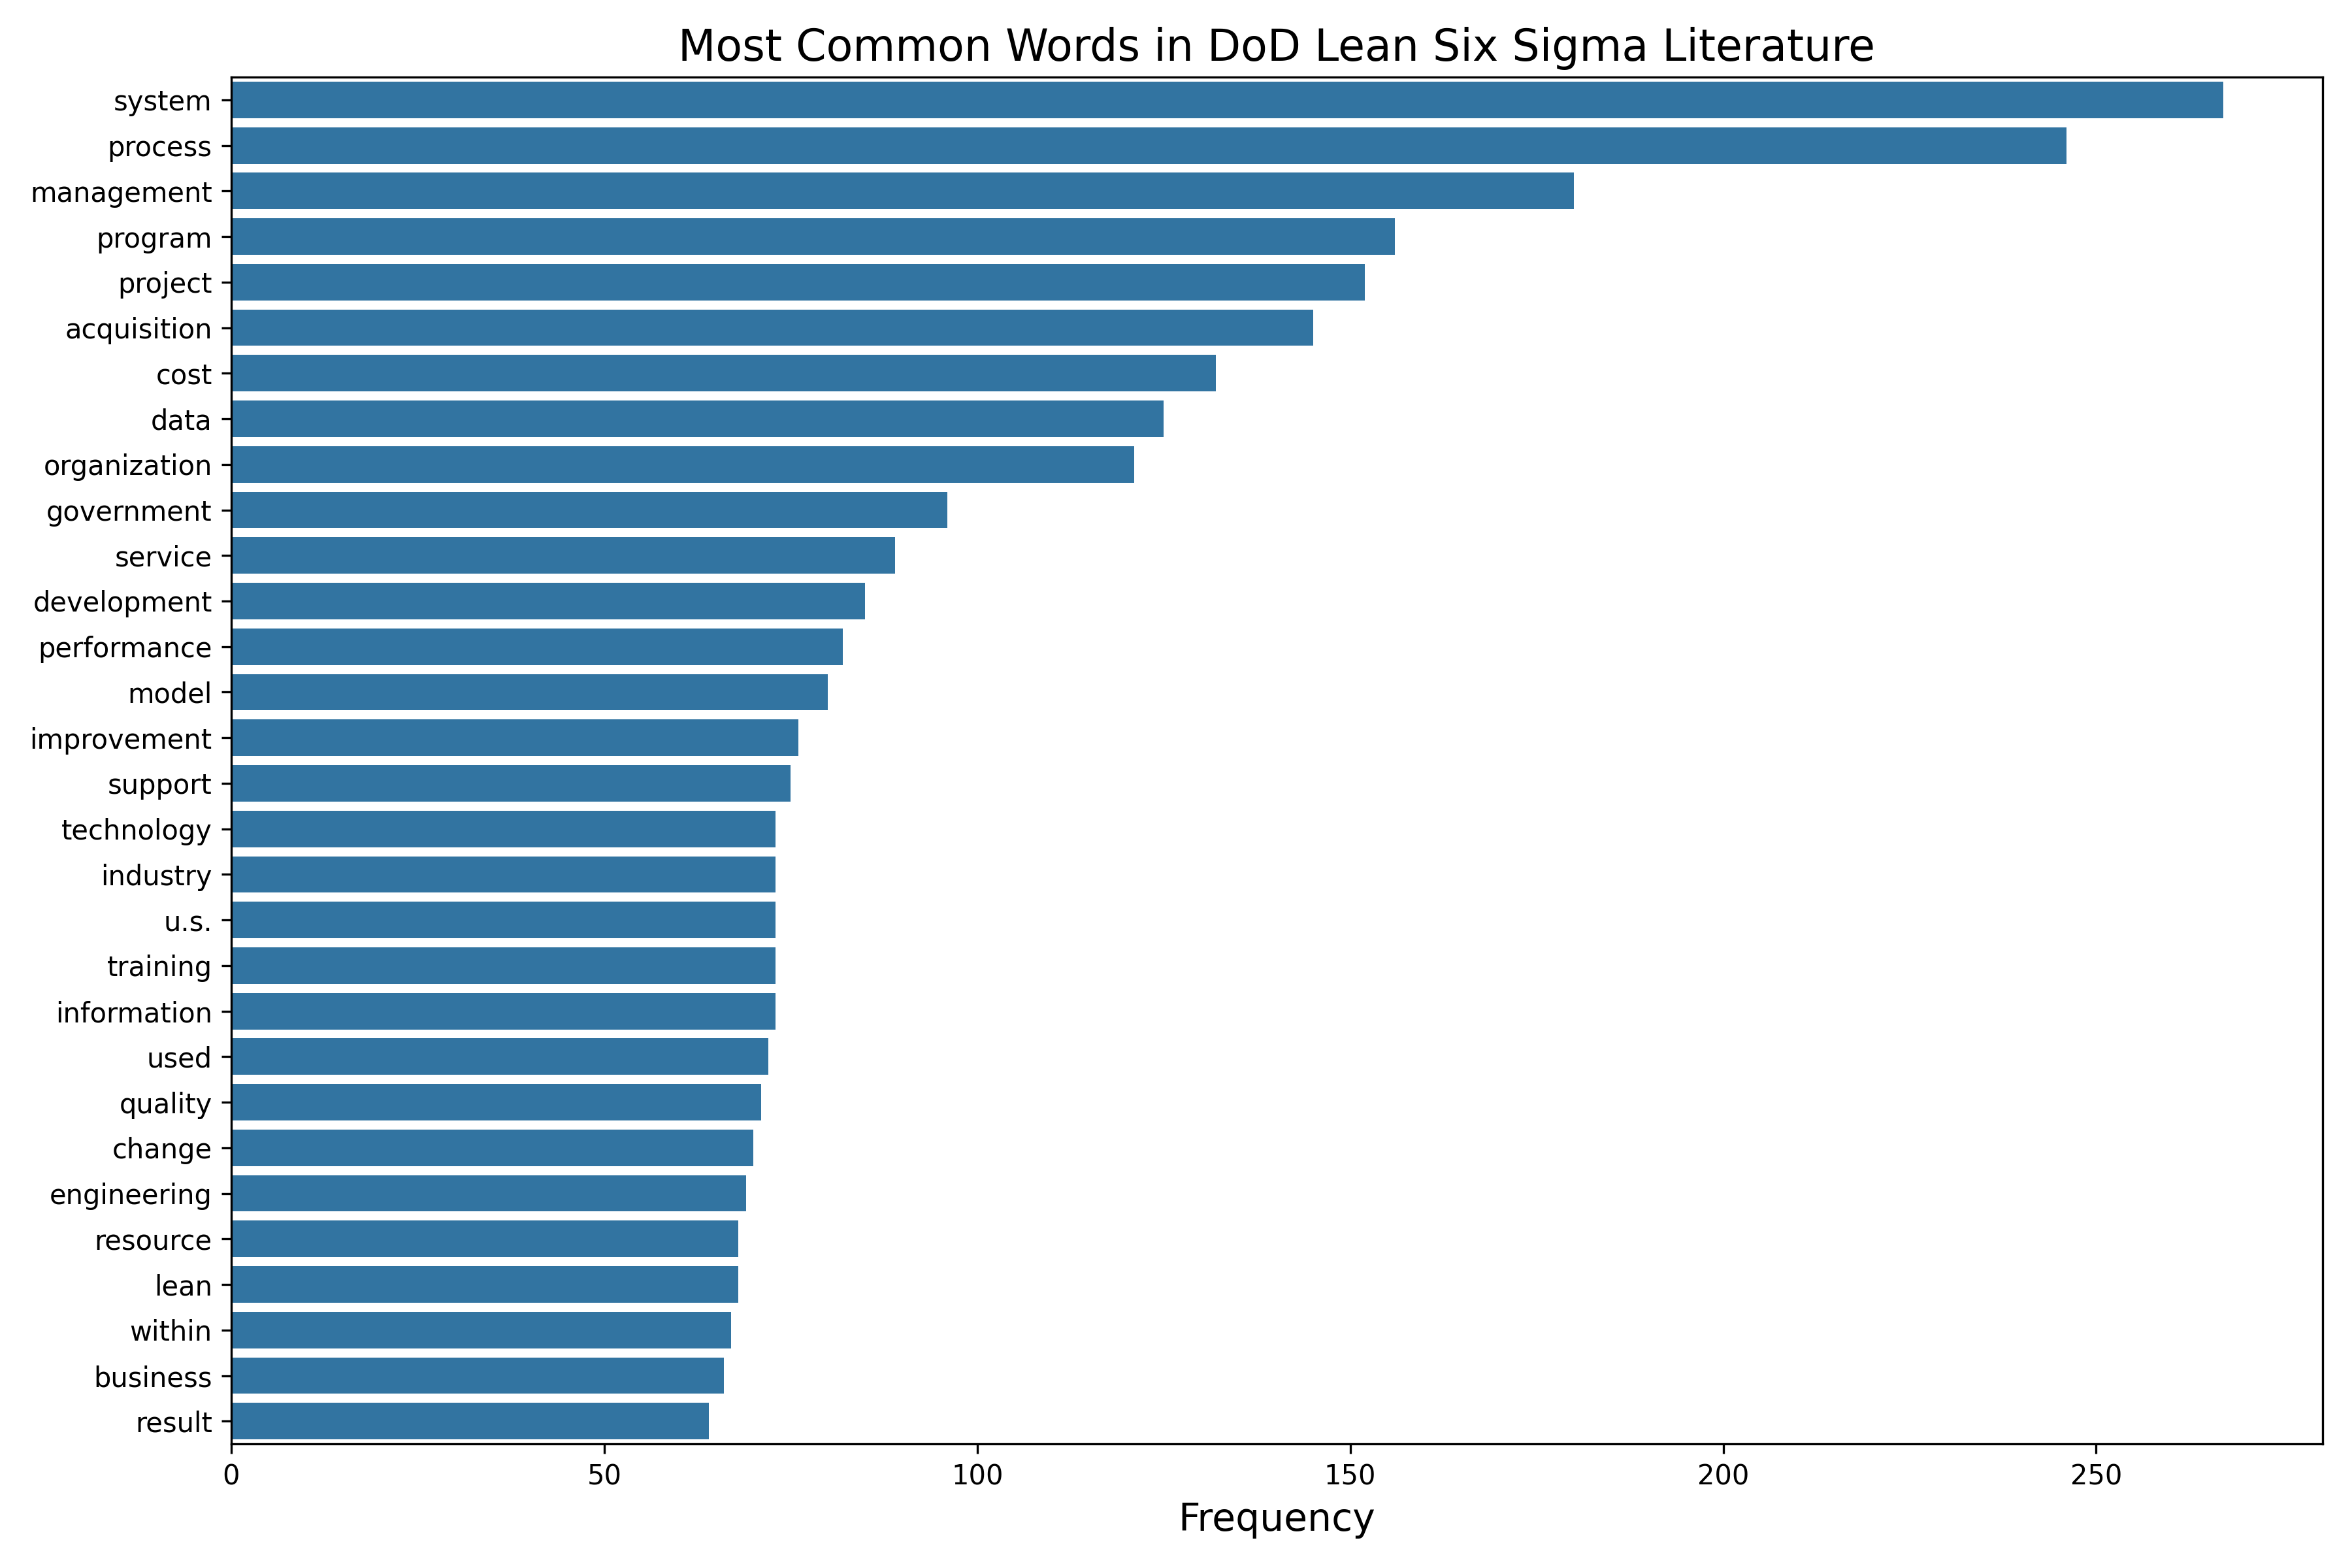 Most Common Words in DoD Lean Six Sigma Literature
system
process
management
program
project
acquisition
cost
data
organization
government
service
development
performance
model
improvement
support
technology
industry
u.s.
training
information
used
quality
change
engineering
resource
lean
within
business
result
0 50 100 150 200 250
Frequency